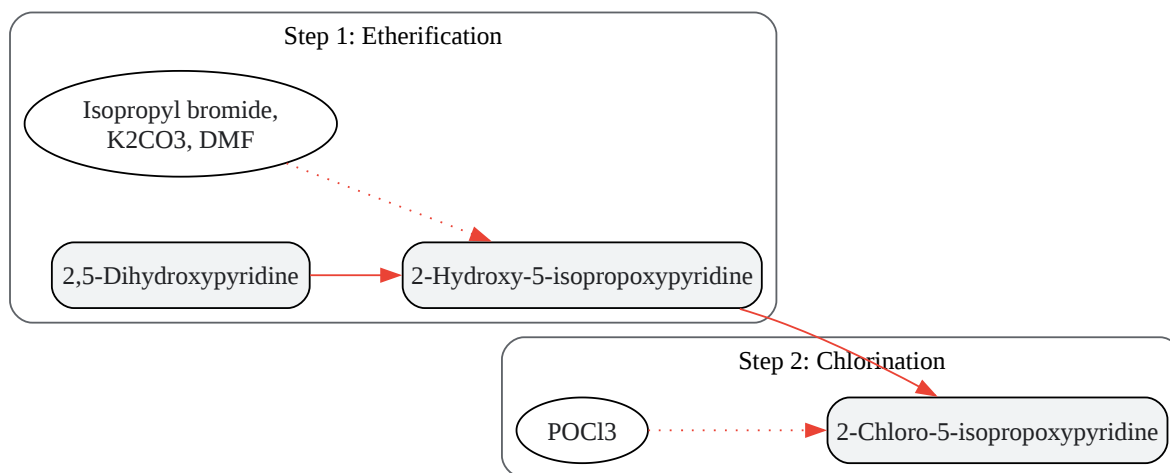 Step 1: Etherification
Isopropyl bromide,
K2CO3, DMF
2,5-Dihydroxypyridine
2-Hydroxy-5-isopropoxypyridine
Step 2: Chlorination
POCl3
2-Chloro-5-isopropoxypyridine